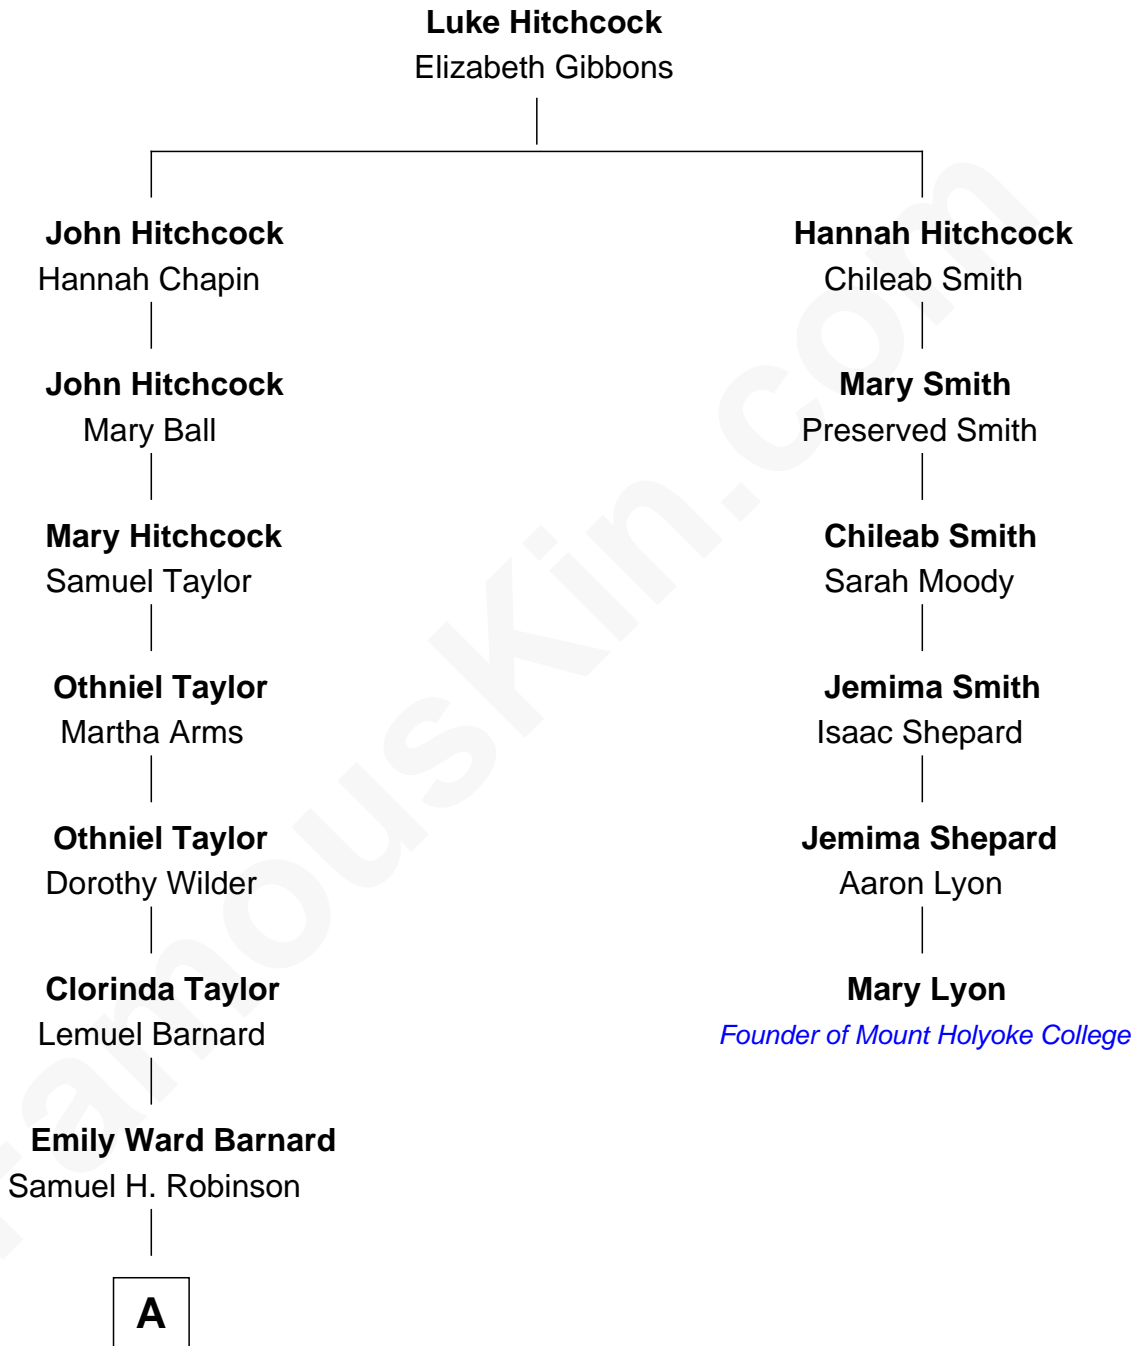 Luke Hitchcock
Elizabeth Gibbons
John Hitchcock
Hannah Chapin
John Hitchcock
Mary Ball
Mary Hitchcock
Samuel Taylor
Othniel Taylor
Martha Arms
Othniel Taylor
Dorothy Wilder
Clorinda Taylor
Lemuel Barnard
Emily Ward Barnard
Samuel H. Robinson
A
Hannah Hitchcock
Chileab Smith
Mary Smith
Preserved Smith
Chileab Smith
Sarah Moody
Jemima Smith
Isaac Shepard
Jemima Shepard
Aaron Lyon
Mary Lyon
Founder of Mount Holyoke College
FamousKin.com